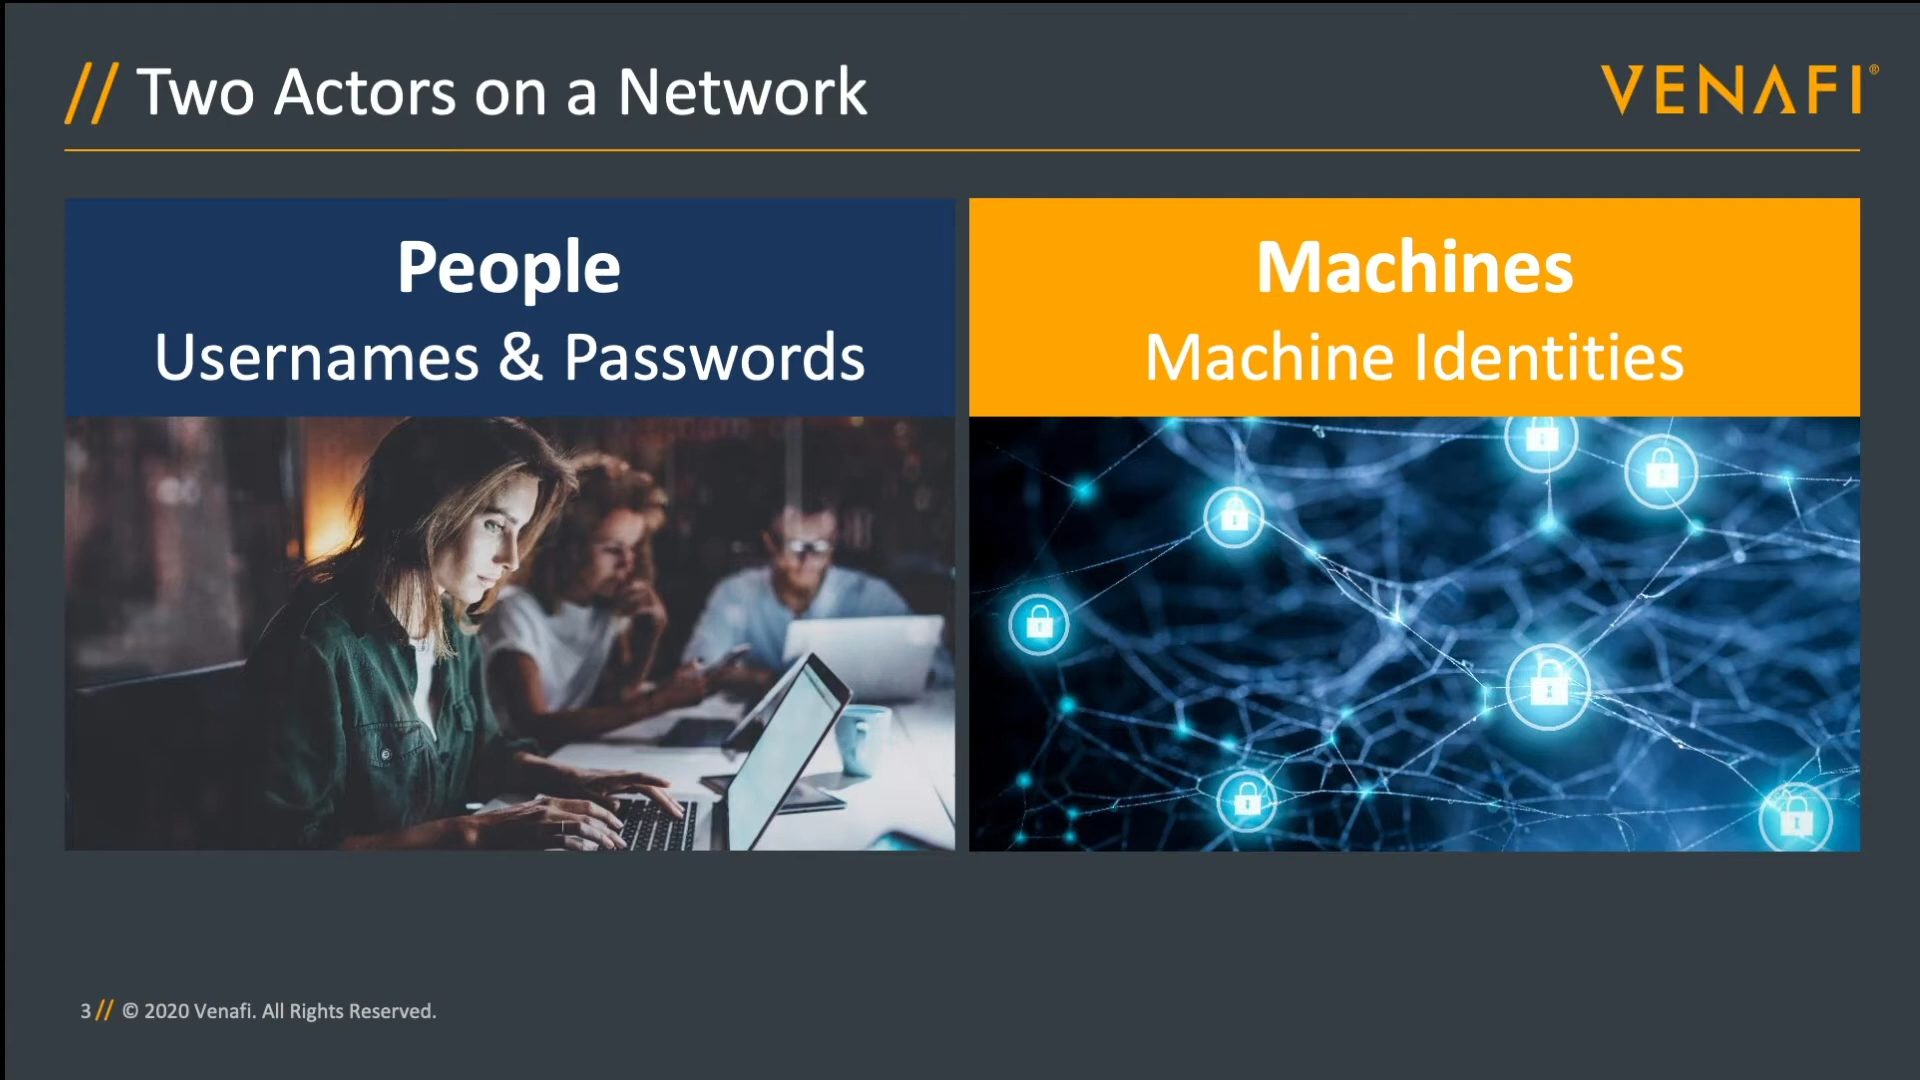 // Two Actors on a Network
VENAFI®
People
Usernames & Passwords
Machines
Machine Identities
3 // © 2020 Venafi. All Rights Reserved.